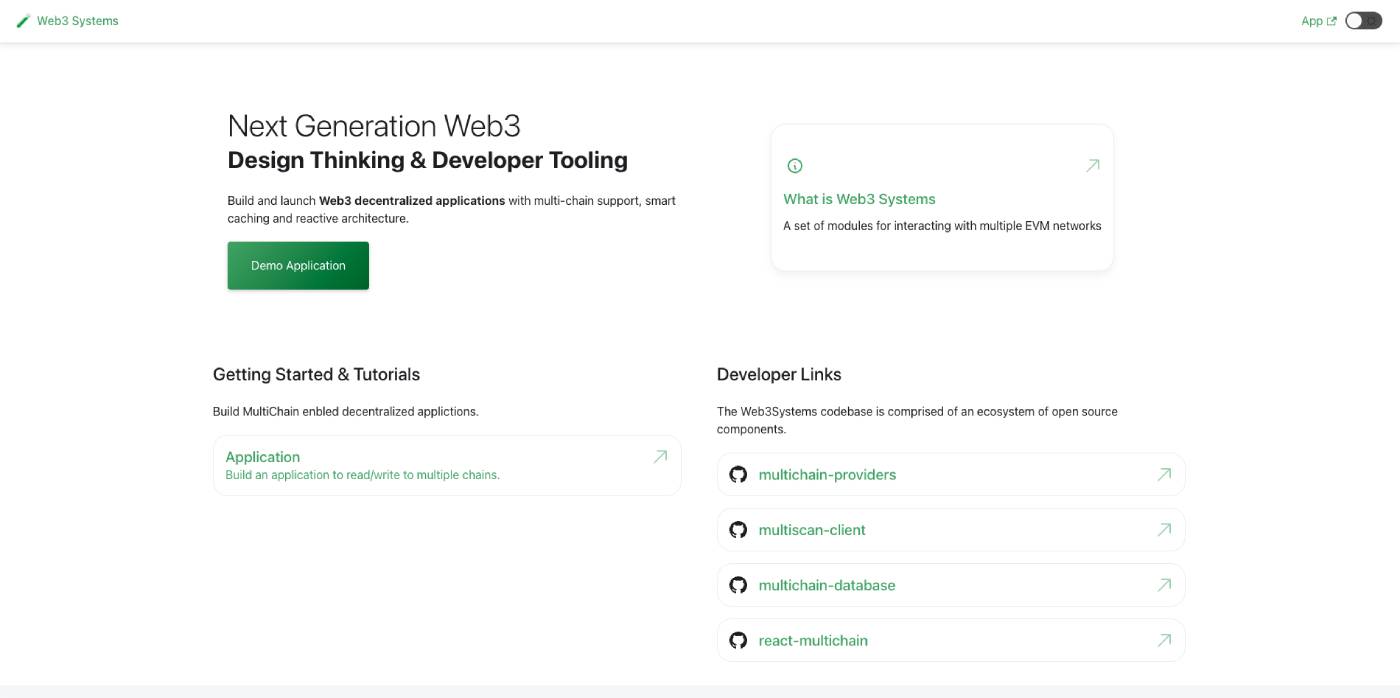 Web3 Systems
App
Next Generation Web3
Design Thinking & Developer Tooling
Build and launch Web3 decentralized applications with multi-chain support, smart
caching and reactive architecture.
Demo Application
What is Web3 Systems
A set of modules for interacting with multiple EVM networks
Getting Started & Tutorials
Build MultiChain enbled decentralized applictions.
Application
Build an application to read/write to multiple chains.
Developer Links
The Web3Systems codebase is comprised of an ecosystem of open source
components.
multichain-providers
multiscan-client
multichain-database
react-multichain